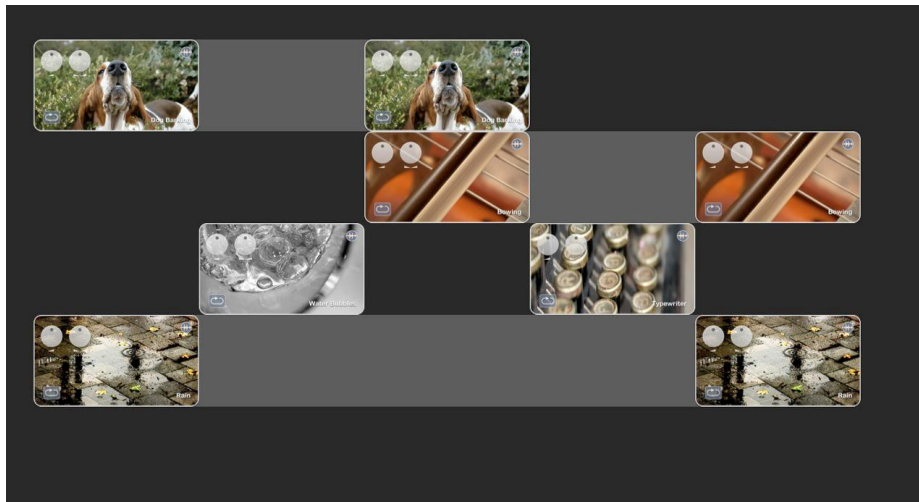 Dog Barking
Dog Barking
Bowing
Bowing
Water Bubbles
Typewriter
Rain
Rain